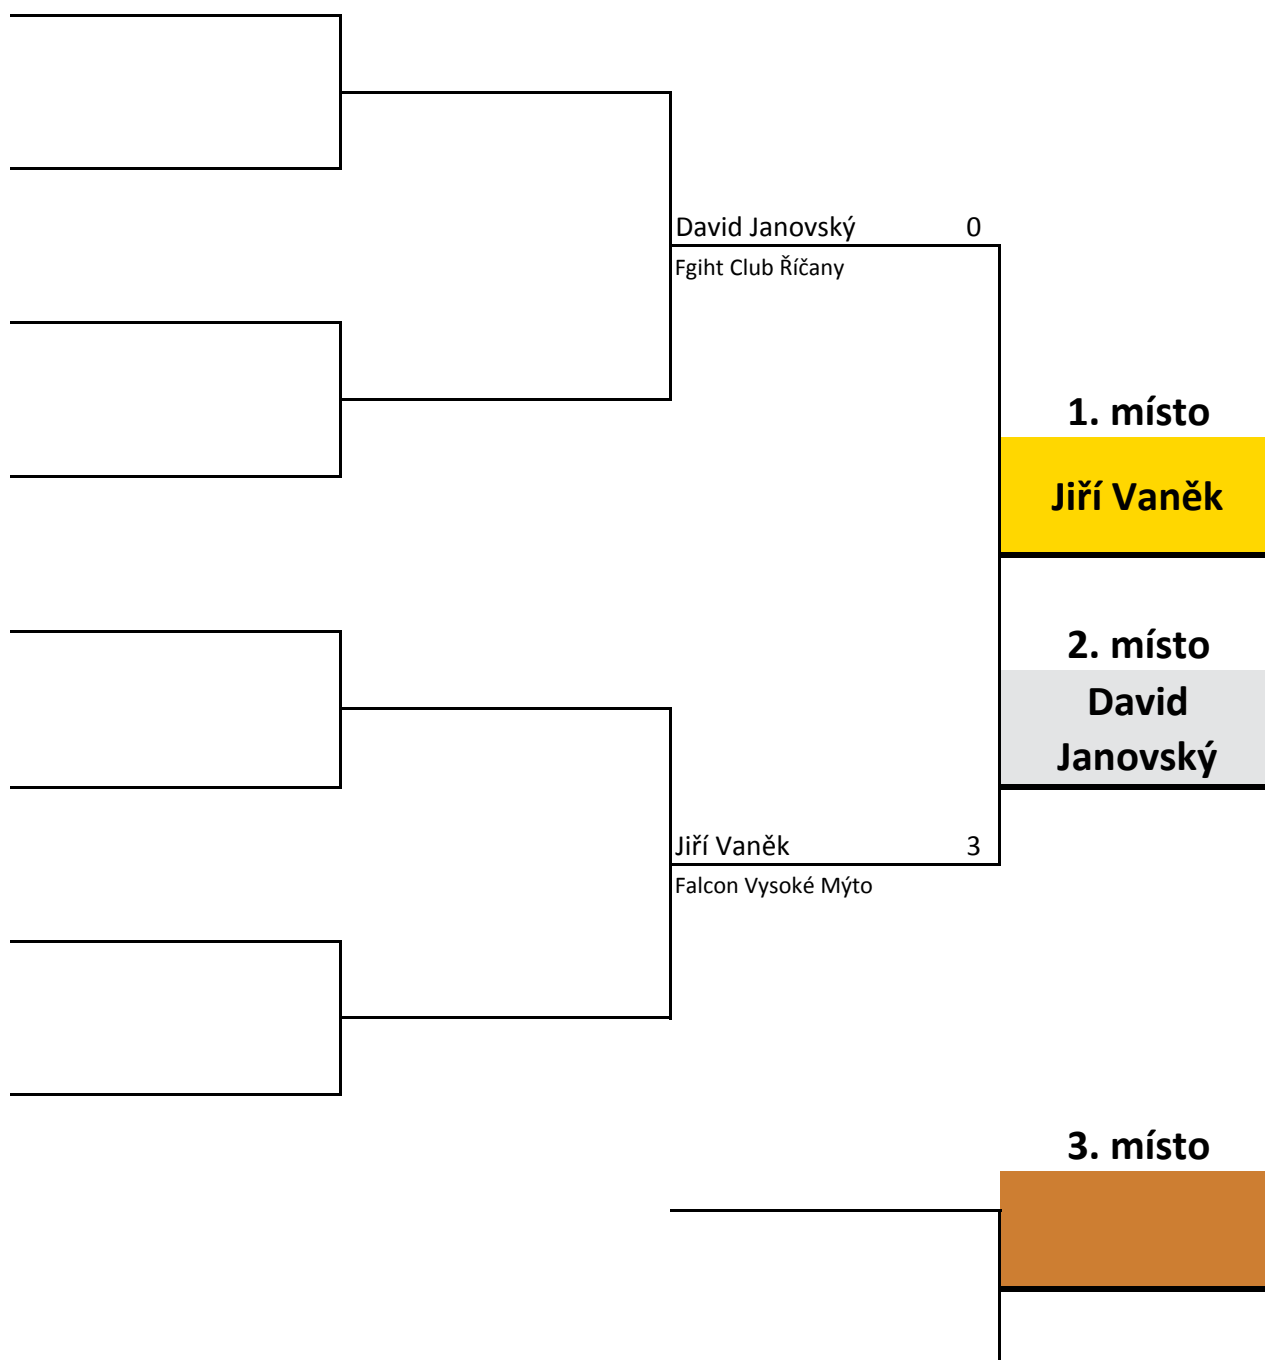 David Janovský 0
Fgiht Club Říčany
1. místo
Jiří Vaněk
2. místo
David
Janovský
Jiří Vaněk 3
Falcon Vysoké Mýto
3. místo